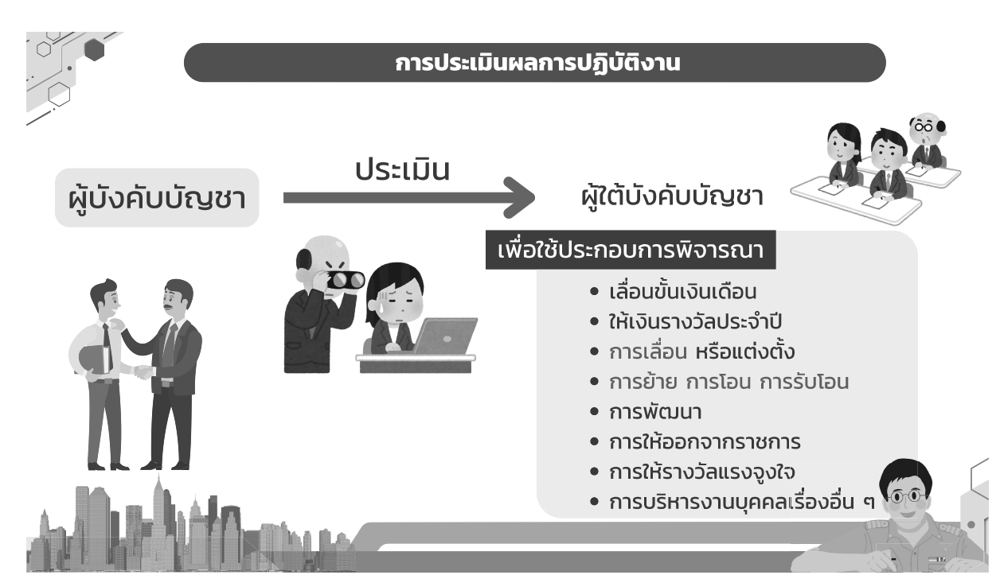 การประเมินผลการปฏิบัติงาน
ประเมิน
ผู้บังคับบัญชา
ผู้ใต้บังคับบัญชา
เพื่อใช้ประกอบการพิจารณา
• เลื่อนขั้นเงินเดือน
• ให้เงินรางวัลประจำปี
• การเลื่อน หรือแต่งตั้ง
• การย้าย การโอน การรับโอน
• การพัฒนา
• การให้ออกจากราชการ
• การให้รางวัลแรงจูงใจ
• การบริหารงานบุคคลเรื่องอื่น ๆ